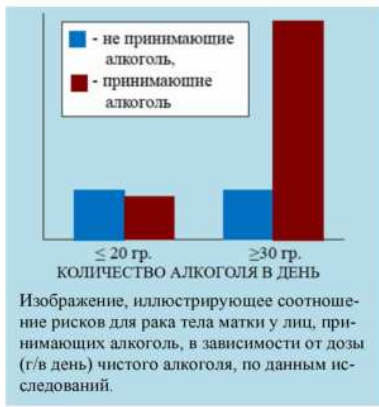 - не принимающие
алкоголь,
- принимающие
алкоголь
≤ 20 гр.
≥30 гр.
КОЛИЧЕСТВО АЛКОГОЛЯ В ДЕНЬ
Изображение, иллюстрирующее соотноше-
ние рисков для рака тела матки у лиц, при-
нимающих алкоголь, в зависимости от дозы
(г/в день) чистого алкоголя, по данным ис-
следований.